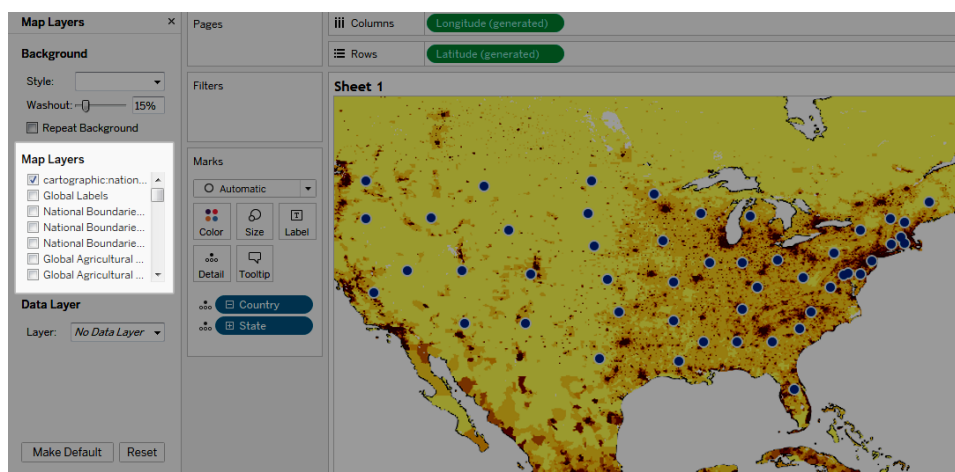 Map Layers ×
Background
Style:
Washout: 15%
Repeat Background
Map Layers
cartographic:nation...
Global Labels
National Boundarie...
National Boundarie...
National Boundarie...
Global Agricultural ...
Global Agricultural ...
Data Layer
Layer: No Data Layer
Make Default Reset
Pages
Filters
Marks
Automatic
Color Size Label
Detail Tooltip
Country
State
Columns Longitude (generated)
Rows Latitude (generated)
Sheet 1